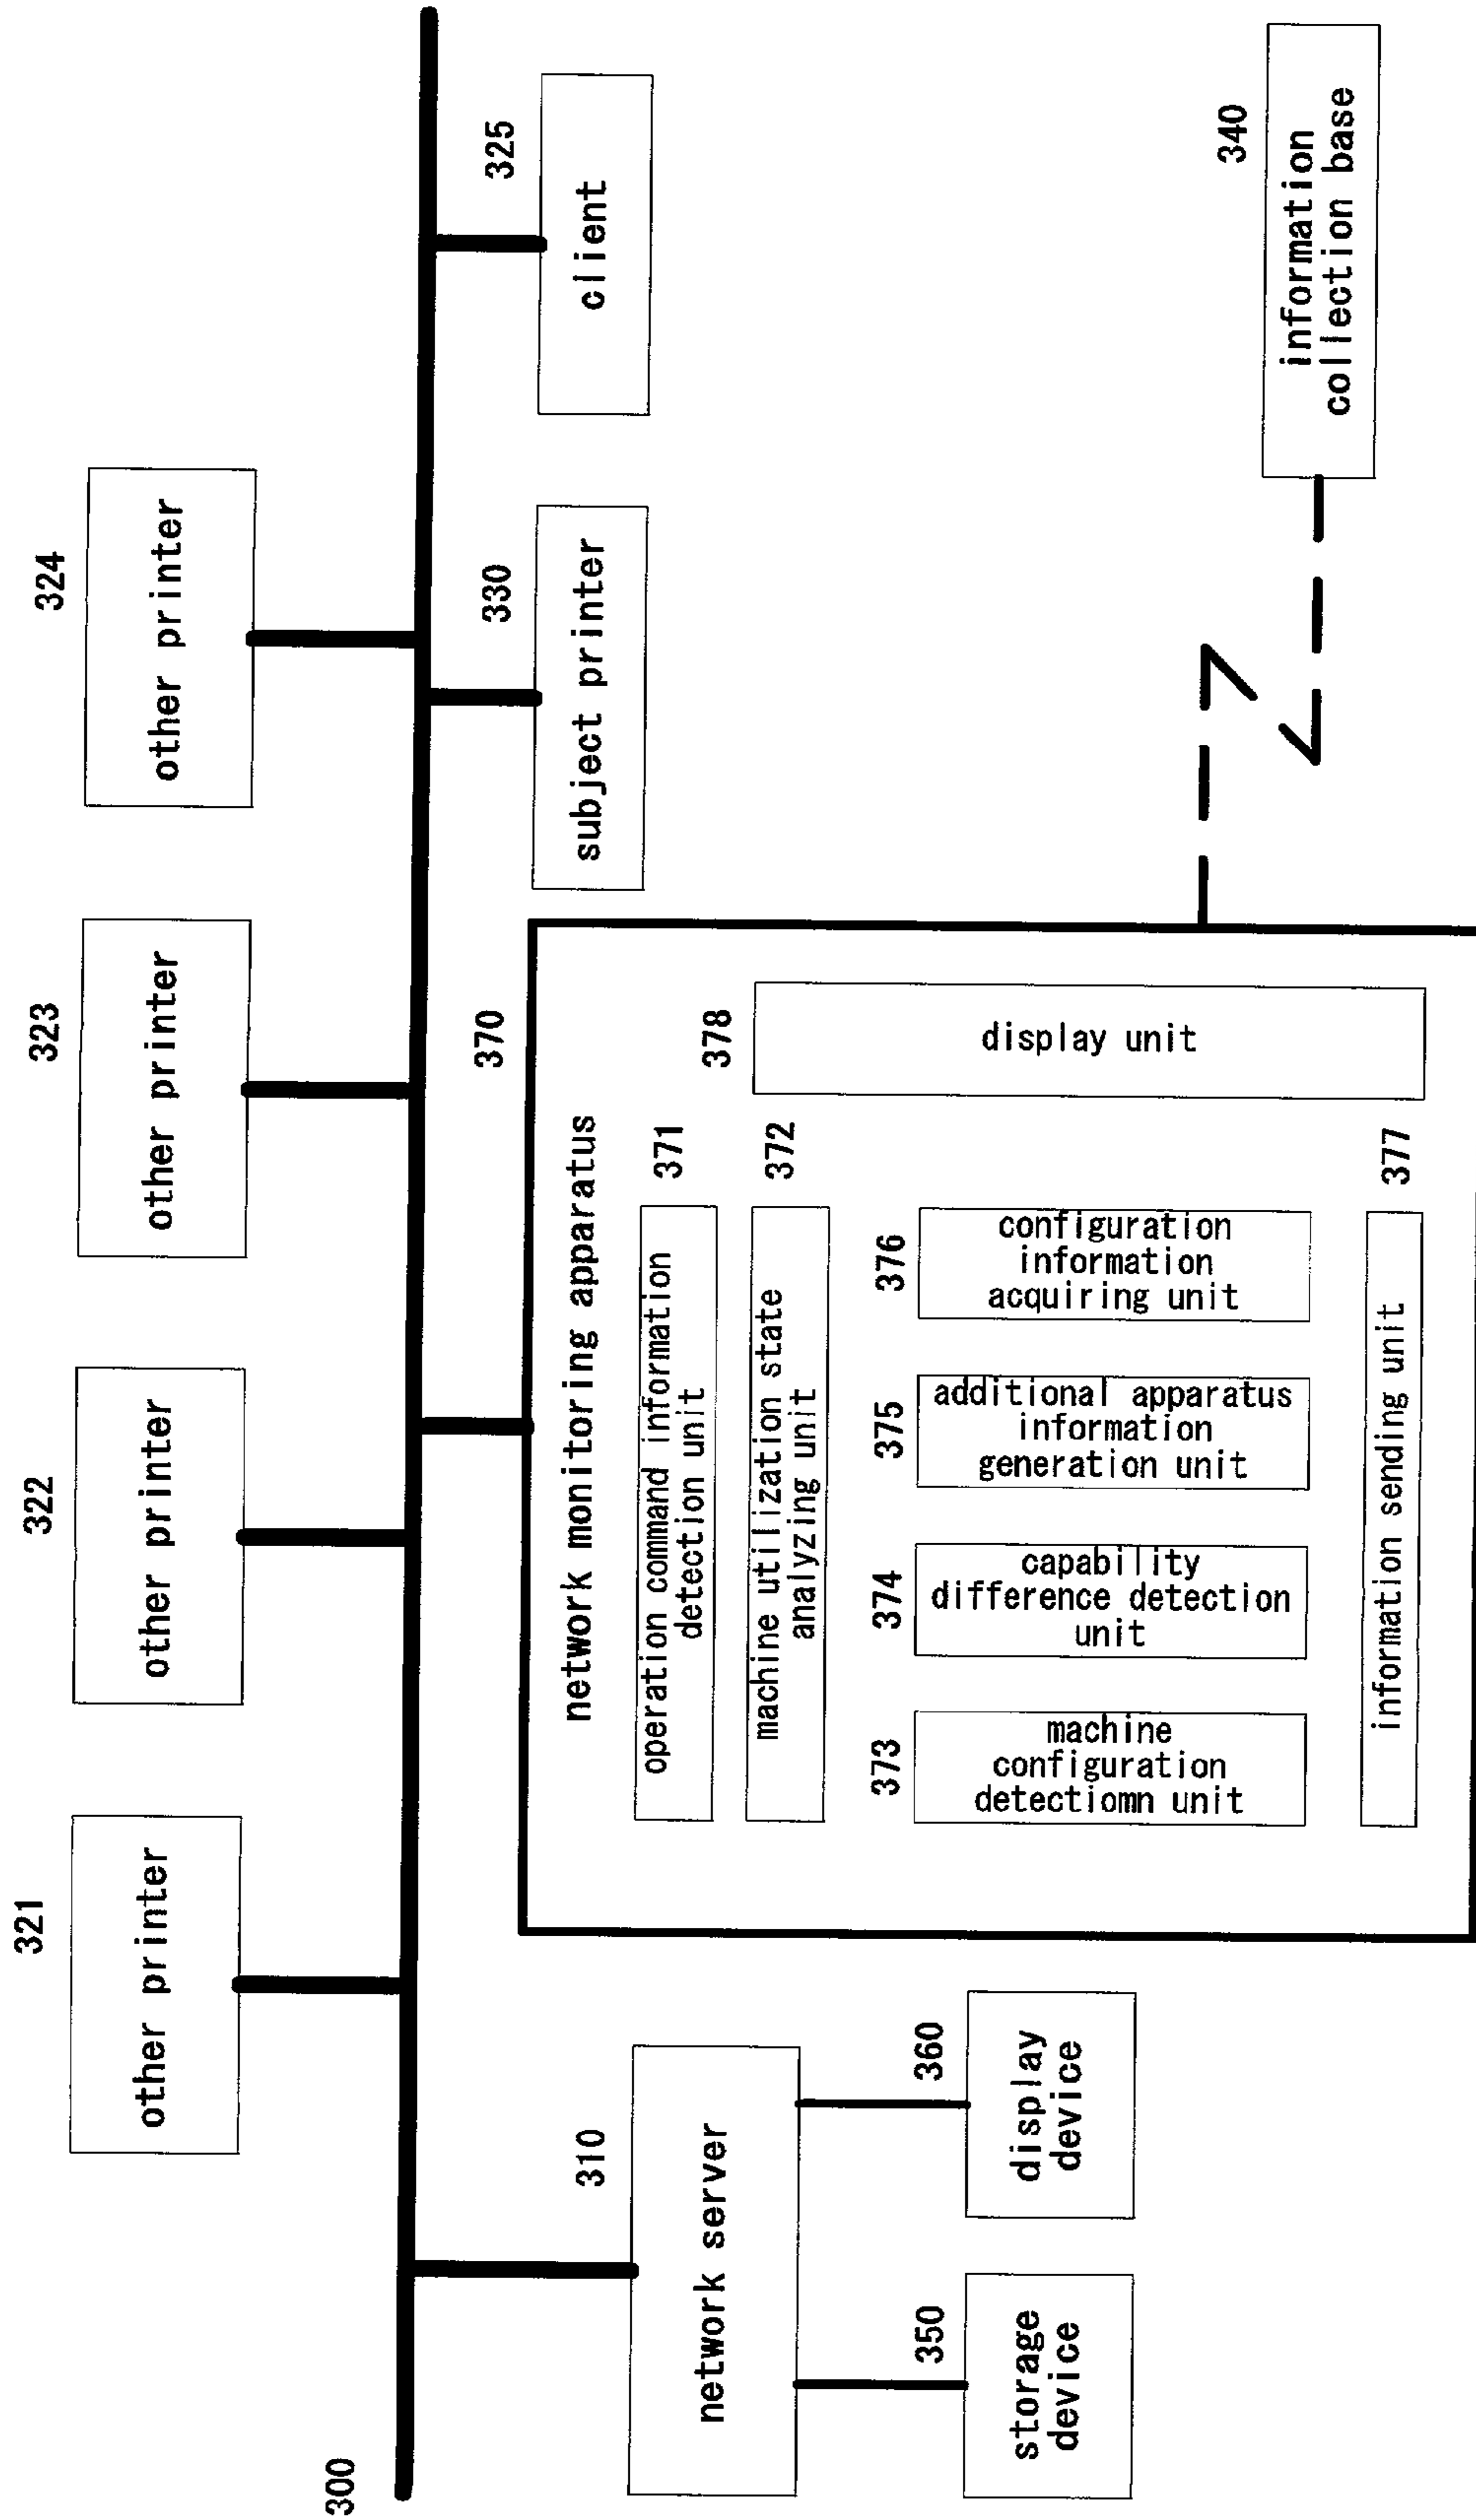 321
322
323
324
other printer
other printer
other printer
other printer
300
310
network server
350
storage
device
360
display
device
370
network monitoring apparatus
operation command information
detection unit
371
machine utilization state
analyzing unit
372
373
machine
configuration
detectiomn unit
374
capability
difference detection
unit
375
additional apparatus
information
generation unit
376
configuration
information
acquiring unit
information sending unit
377
378
display unit
330
subject printer
325
client
340
information
collection base